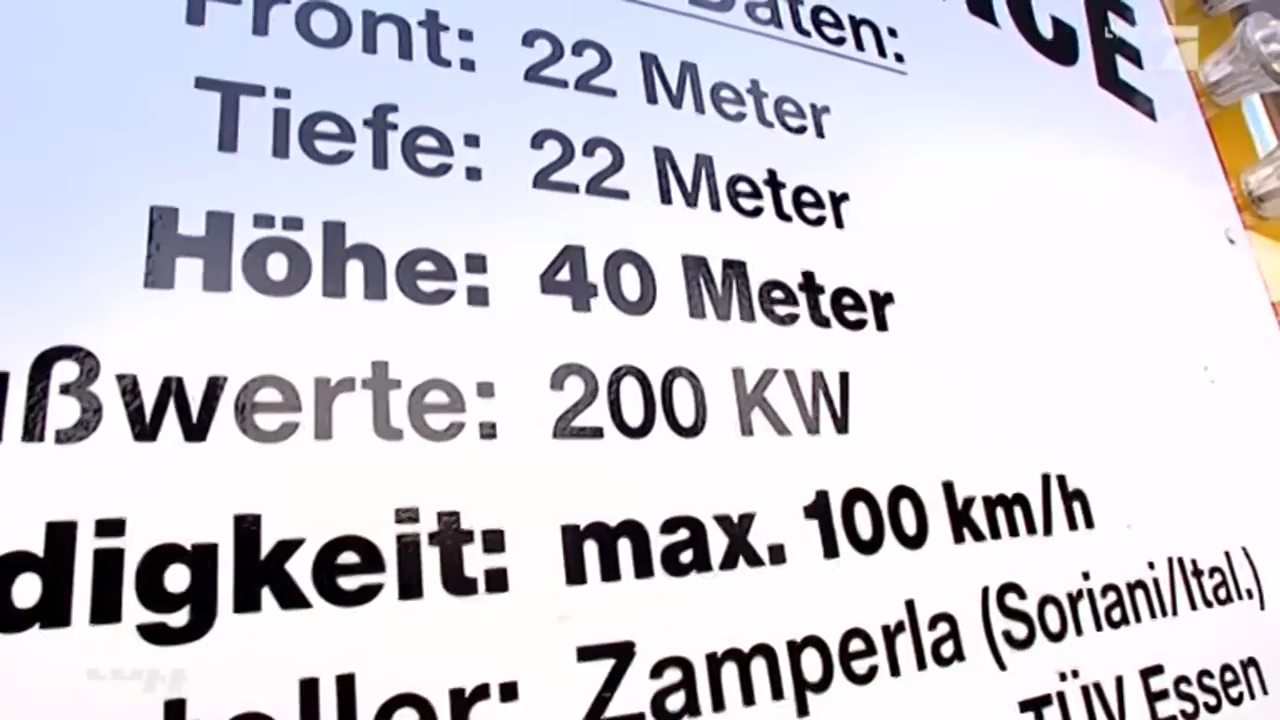 Daten:
Front: 22 Meter
Tiefe: 22 Meter
Höhe: 40 Meter
ßwerte: 200 KW
digkeit: max. 100 km/h
eller: Zamperla (Soriani/Ital.)
TÜV Essen